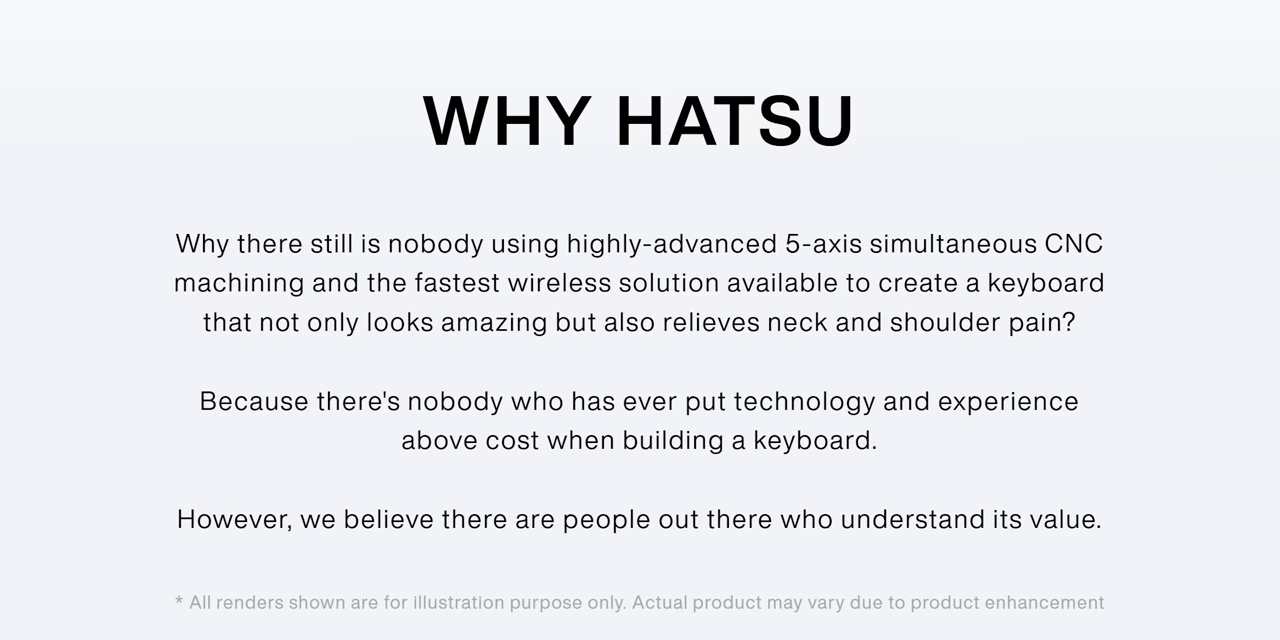 WHY HATSU
Why there still is nobody using highly-advanced 5-axis simultaneous CNC
machining and the fastest wireless solution available to create a keyboard
that not only looks amazing but also relieves neck and shoulder pain?
Because there's nobody who has ever put technology and experience
above cost when building a keyboard.
However, we believe there are people out there who understand its value.
* All renders shown are for illustration purpose only. Actual product may vary due to product enhancement